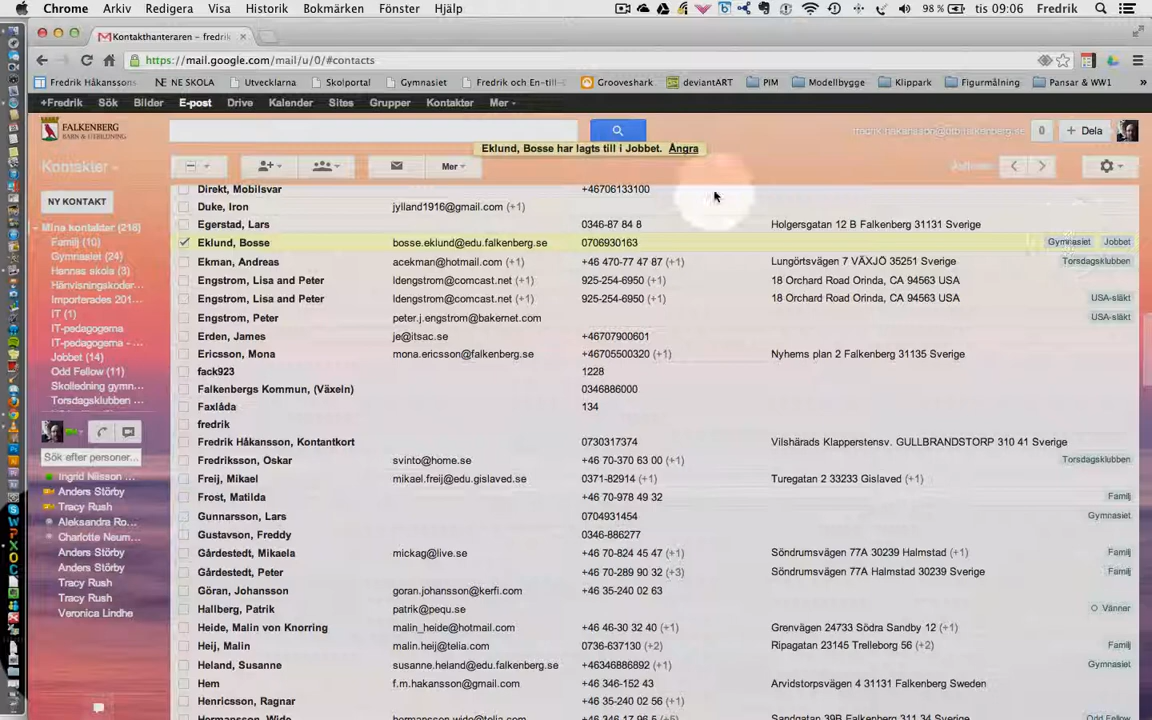 Chrome Arkiv Redigera Visa Historik Bokmärken Fönster Hjälp 98 % tis 09:06 Fredrik
Kontakthanteraren – fredrik
https://mail.google.com/mail/u/0/#contacts
Fredrik Håkanssons NE NE SKOLA Utvecklarna Skolportal Gymnasiet Fredrik och En-till- Grooveshark deviantART PIM Modellbygge Klippark Figurmålning Pansar & WW1 »
+Fredrik Sök Bilder E-post Drive Kalender Sites Grupper Kontakter Mer
FALKENBERG
BARN & UTBILDNING
0 + Dela
Eklund, Bosse har lagts till i Jobbet. Ångra
Kontakter Mer
NY KONTAKT
Mina kontakter (218)
Familj (10)
Gymnasiet (24)
Hannas skola (3)
Hänvisningskoder...
Importerades 201...
IT (1)
IT-pedagogerna
IT-pedagogerna - ...
Jobbet (14)
Odd Fellow (11)
Skolledning gymn...
Torsdagsklubben
Sök efter personer...
Ingrid Nilsson ...
Anders Störby
Tracy Rush
Aleksandra Ro...
Charlotte Neum...
Anders Störby
Anders Störby
Tracy Rush
Tracy Rush
Veronica Lindhe
Direkt, Mobilsvar +46706133100
Duke, Iron jylland1916@gmail.com (+1)
Egerstad, Lars 0346-87 84 8 Holgersgatan 12 B Falkenberg 31131 Sverige
Eklund, Bosse bosse.eklund@edu.falkenberg.se 0706930163 Gymnasiet Jobbet
Ekman, Andreas acekman@hotmail.com (+1) +46 470-77 47 87 (+1) Lungörtsvägen 7 VÄXJÖ 35251 Sverige Torsdagsklubben
Engstrom, Lisa and Peter ldengstrom@comcast.net (+1) 925-254-6950 (+1) 18 Orchard Road Orinda, CA 94563 USA
Engstrom, Lisa and Peter ldengstrom@comcast.net (+1) 925-254-6950 (+1) 18 Orchard Road Orinda, CA 94563 USA USA-släkt
Engstrom, Peter peter.j.engstrom@bakernet.com USA-släkt
Erden, James je@itsac.se +46707900601
Ericsson, Mona mona.ericsson@falkenberg.se +46705500320 (+1) Nyhems plan 2 Falkenberg 31135 Sverige
fack923 1228
Falkenbergs Kommun, (Växeln) 0346886000
Faxlåda 134
fredrik
Fredrik Håkansson, Kontantkort 0730317374 Vilshärads Klapperstensv. GULLBRANDSTORP 310 41 Sverige
Fredriksson, Oskar svinto@home.se +46 70-370 63 00 (+1) Torsdagsklubben
Freij, Mikael mikael.freij@edu.gislaved.se 0371-82914 (+1) Turegatan 2 33233 Gislaved (+1)
Frost, Matilda +46 70-978 49 32 Familj
Gunnarsson, Lars 0704931454 Gymnasiet
Gustavson, Freddy 0346-886277
Gårdestedt, Mikaela mickag@live.se +46 70-824 45 47 (+1) Söndrumsvägen 77A 30239 Halmstad (+1) Familj
Gårdestedt, Peter +46 70-289 90 32 (+3) Söndrumsvägen 77A Halmstad 30239 Sverige Familj
Göran, Johansson goran.johansson@kerfi.com +46 35-240 02 63
Hallberg, Patrik patrik@pequ.se Vänner
Heide, Malin von Knorring malin_heide@hotmail.com +46 46-30 32 40 (+1) Grenvägen 24733 Södra Sandby 12 (+1)
Heij, Malin malin.heij@telia.com 0736-637130 (+2) Ripagatan 23145 Trelleborg 56 (+2) Familj
Heland, Susanne susanne.heland@edu.falkenberg.se +46346886892 (+1) Gymnasiet
Hem f.m.hakansson@gmail.com +46 346-152 43 Arvidstorpsvägen 4 31131 Falkenberg Sweden
Henricsson, Ragnar +46 35-240 02 56 (+1)